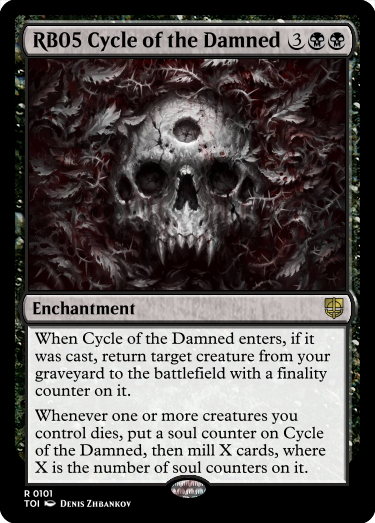 RB05 Cycle of the Damned 3
Enchantment
When Cycle of the Damned enters, if it
was cast, return target creature from your
graveyard to the battlefield with a finality
counter on it.
Whenever one or more creatures you
control dies, put a soul counter on Cycle
of the Damned, then mill X cards, where
X is the number of soul counters on it.
R 0101
TOI Denis Zhbankov